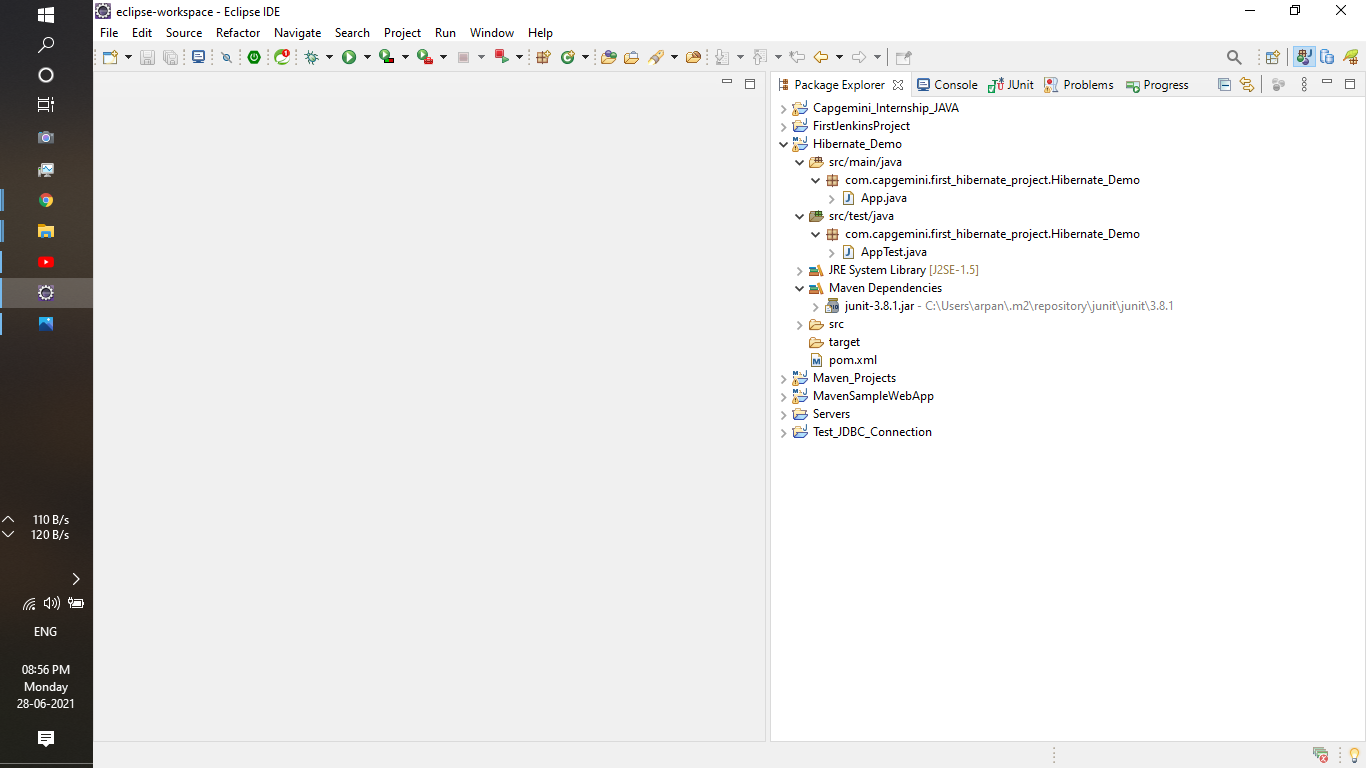 eclipse-workspace - Eclipse IDE
File Edit Source Refactor Navigate Search Project Run Window Help
Package Explorer Console JUnit Problems Progress
Capgemini_Internship_JAVA
FirstJenkinsProject
Hibernate_Demo
src/main/java
com.capgemini.first_hibernate_project.Hibernate_Demo
App.java
src/test/java
com.capgemini.first_hibernate_project.Hibernate_Demo
AppTest.java
JRE System Library [J2SE-1.5]
Maven Dependencies
junit-3.8.1.jar - C:\Users\arpan\.m2\repository\junit\junit\3.8.1
src
target
pom.xml
Maven_Projects
MavenSampleWebApp
Servers
Test_JDBC_Connection
110 B/s
120 B/s
ENG
08:56 PM
Monday
28-06-2021